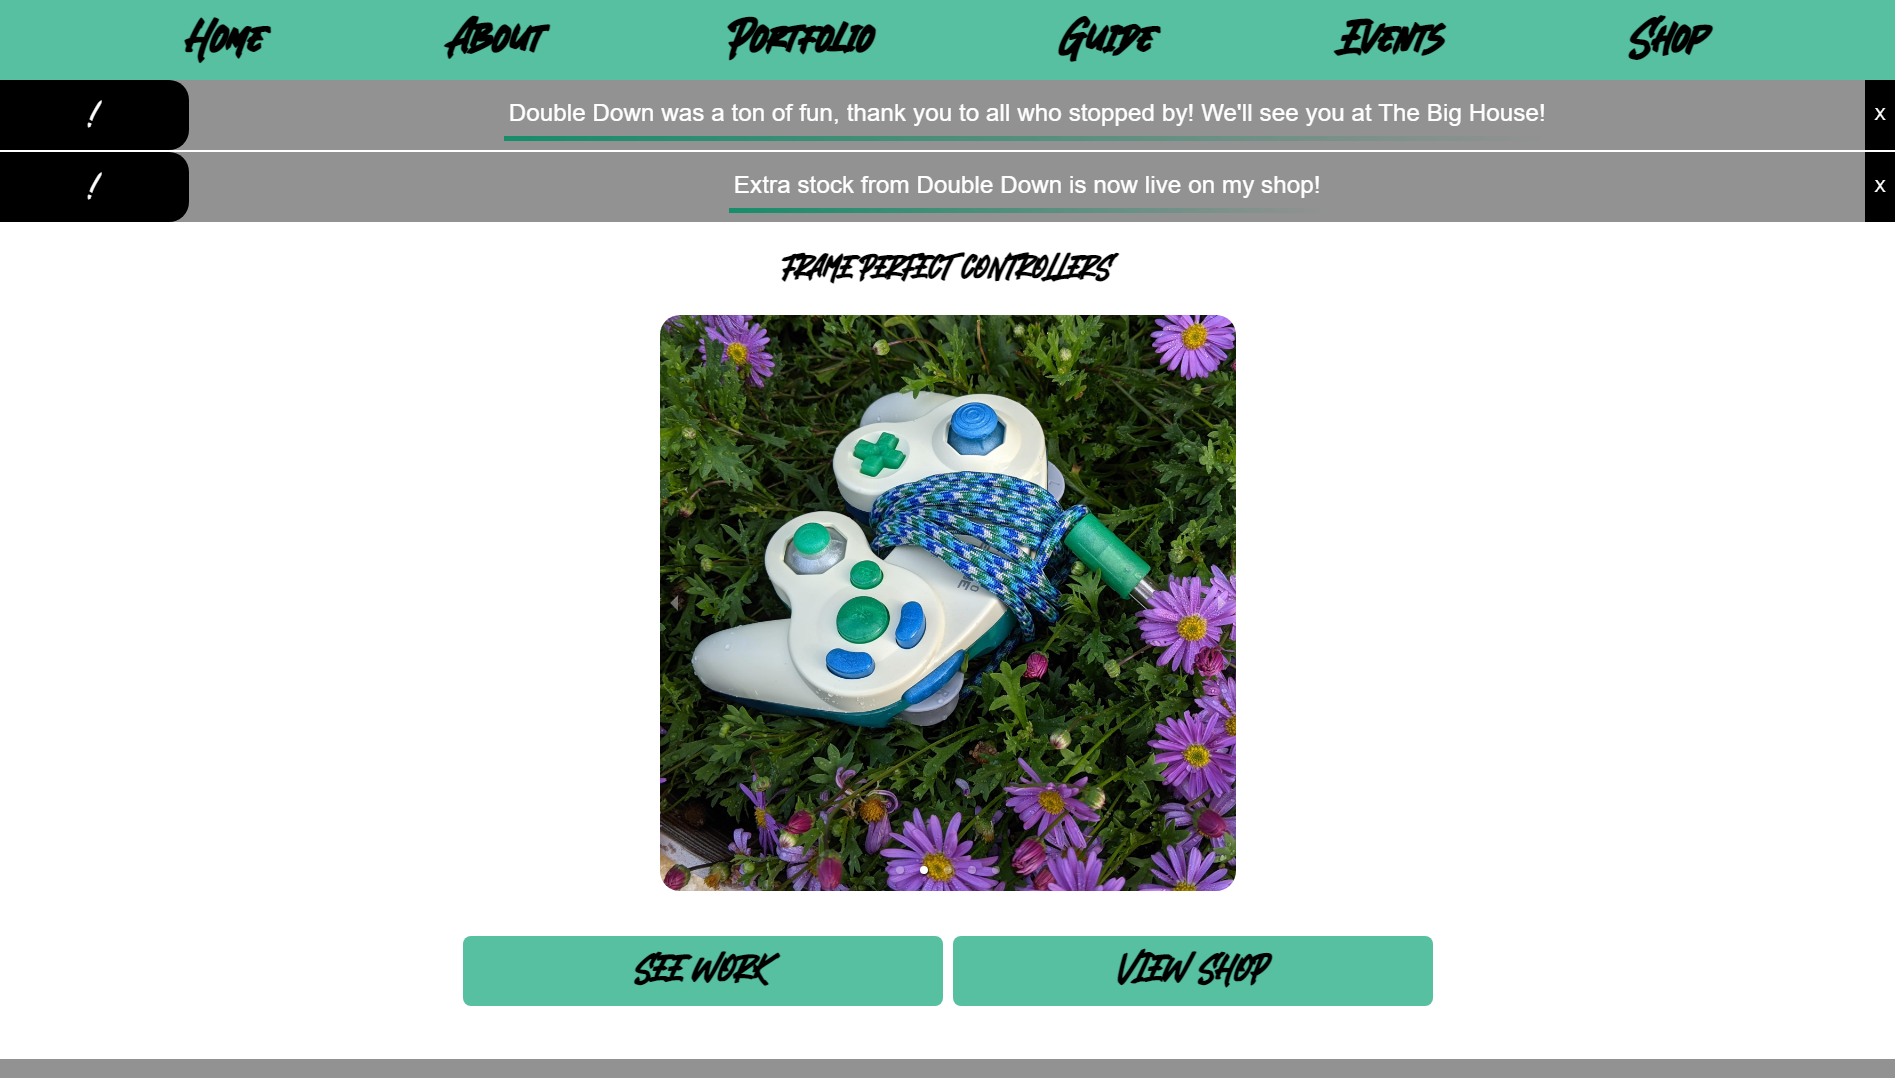 Home About Portfolio Guide Events Shop
! Double Down was a ton of fun, thank you to all who stopped by! We'll see you at The Big House! x
! Extra stock from Double Down is now live on my shop! x
FRAME PERFECT CONTROLLERS
SEE WORK VIEW SHOP